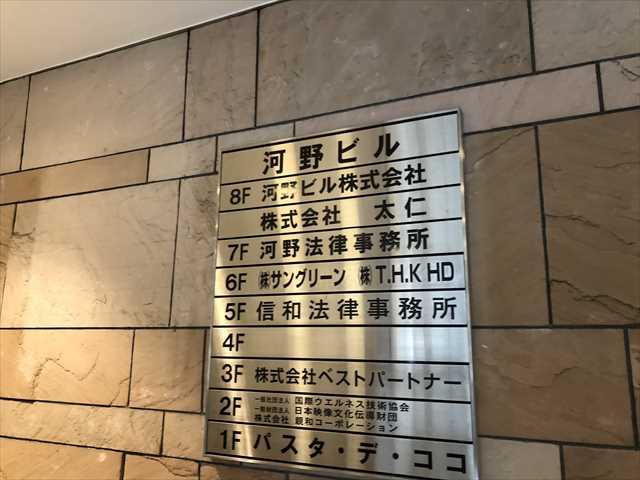 河野ビル
8F 河野ビル株式会社
株式会社 太仁
7F 河野法律事務所
6F ㈱サングリーン ㈱T.H.K HD
5F 信和法律事務所
4F
3F 株式会社ベストパートナー
2F 一般社団法人 国際ウエルネス技術協会
一般財団法人 日本映像文化伝導財団
株式会社 親和コーポレーション
1F パスタ・デ・ココ